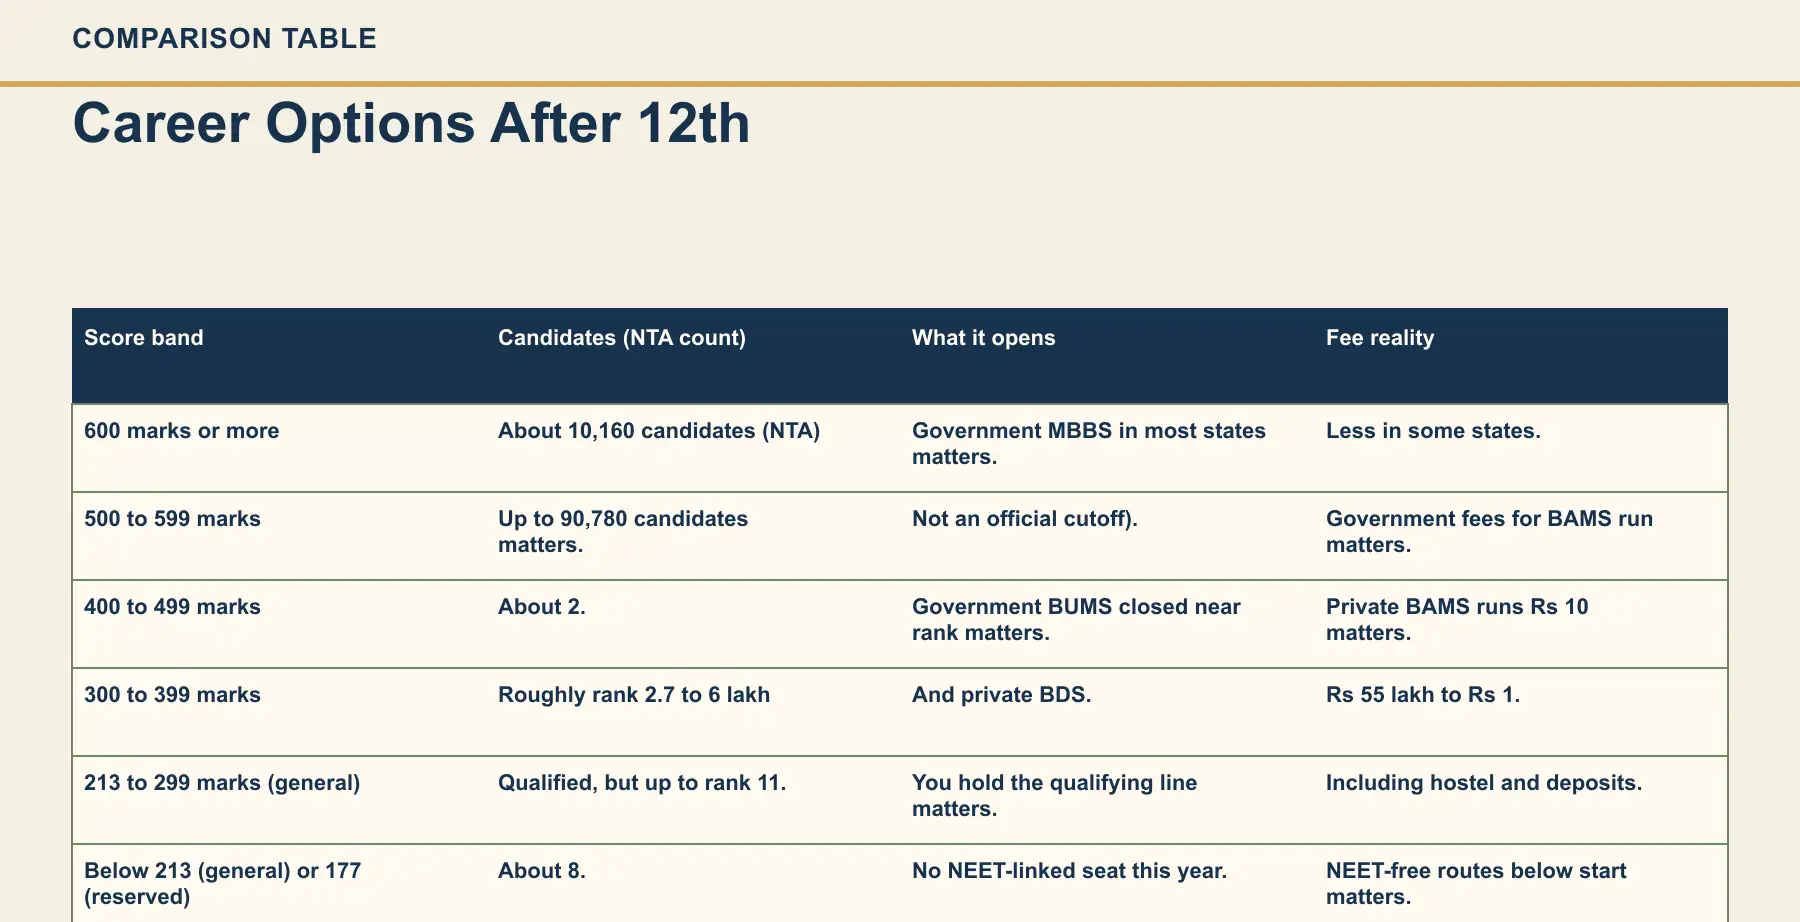 COMPARISON TABLE
Career Options After 12th
Score band
Candidates (NTA count)
What it opens
Fee reality
600 marks or more
About 10,160 candidates (NTA)
Government MBBS in most states
matters.
Less in some states.
500 to 599 marks
Up to 90,780 candidates
matters.
Not an official cutoff).
Government fees for BAMS run
matters.
400 to 499 marks
About 2.
Government BUMS closed near
rank matters.
Private BAMS runs Rs 10
matters.
300 to 399 marks
Roughly rank 2.7 to 6 lakh
And private BDS.
Rs 55 lakh to Rs 1.
213 to 299 marks (general)
Qualified, but up to rank 11.
You hold the qualifying line
matters.
Including hostel and deposits.
Below 213 (general) or 177
(reserved)
About 8.
No NEET-linked seat this year.
NEET-free routes below start
matters.